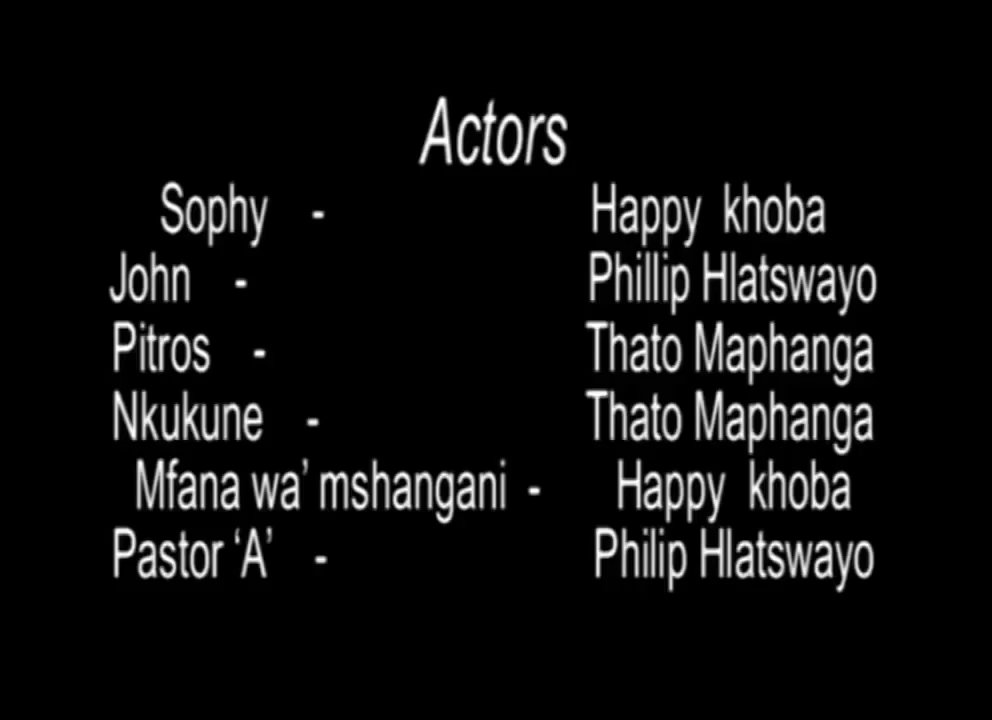 Actors
Sophy - Happy khoba
John - Phillip Hlatswayo
Pitros - Thato Maphanga
Nkukune - Thato Maphanga
Mfana wa’ mshangani - Happy khoba
Pastor ‘A’ - Philip Hlatswayo